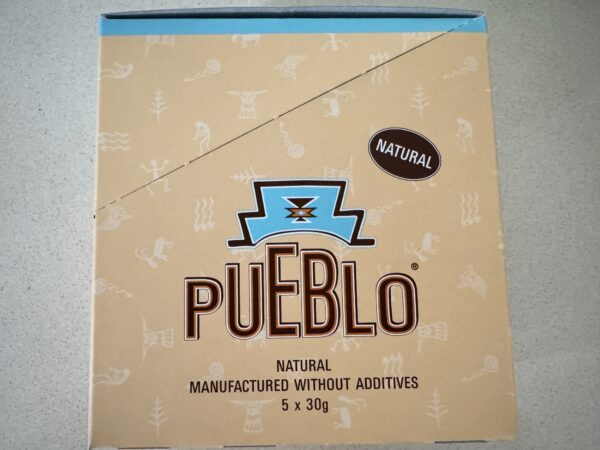 NATURAL
PUEBLO®
NATURAL
MANUFACTURED WITHOUT ADDITIVES
5 x 30g